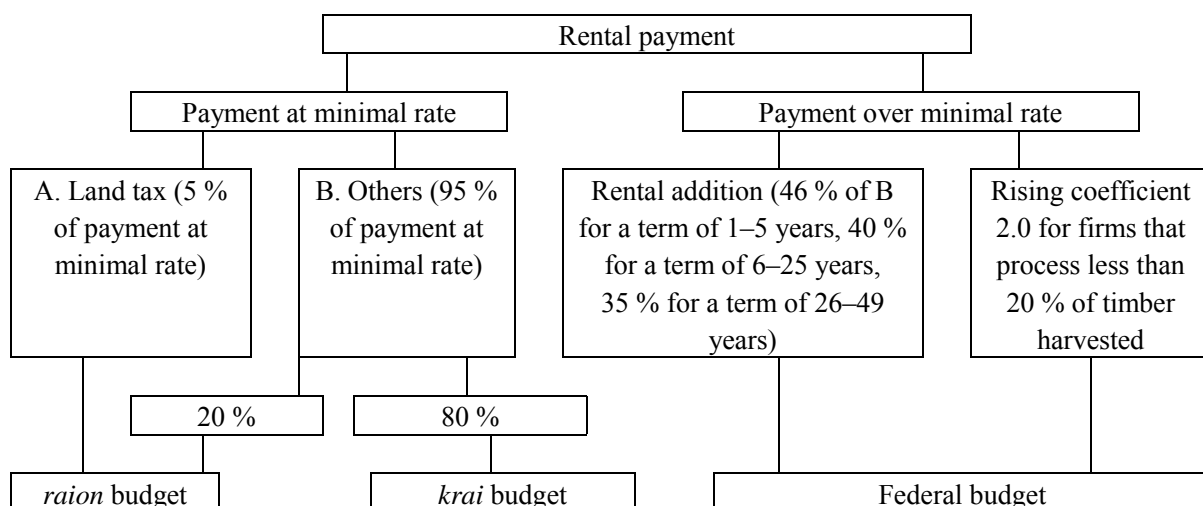 Rental payment
Payment at minimal rate
Payment over minimal rate
A. Land tax (5 %
of payment at
minimal rate)
B. Others (95 %
of payment at
minimal rate)
Rental addition (46 % of B
for a term of 1–5 years, 40 %
for a term of 6–25 years,
35 % for a term of 26–49
years)
Rising coefficient
2.0 for firms that
process less than
20 % of timber
harvested
20 %
80 %
raion budget
krai budget
Federal budget